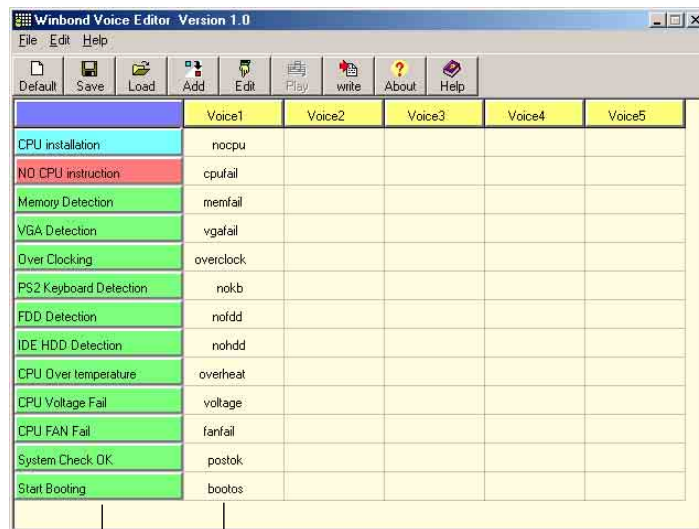 Winbond Voice Editor Version 1.0
File Edit Help
Default Save Load Add Edit Play write About Help
Voice1 Voice2 Voice3 Voice4 Voice5
CPU installation nocpu
NO CPU instruction cpufail
Memory Detection memfail
VGA Detection vgafail
Over Clocking overclock
PS2 Keyboard Detection nokb
FDD Detection nofdd
IDE HDD Detection nohdd
CPU Over temperature overheat
CPU Voltage Fail voltage
CPU FAN Fail fanfail
System Check OK postok
Start Booting bootos